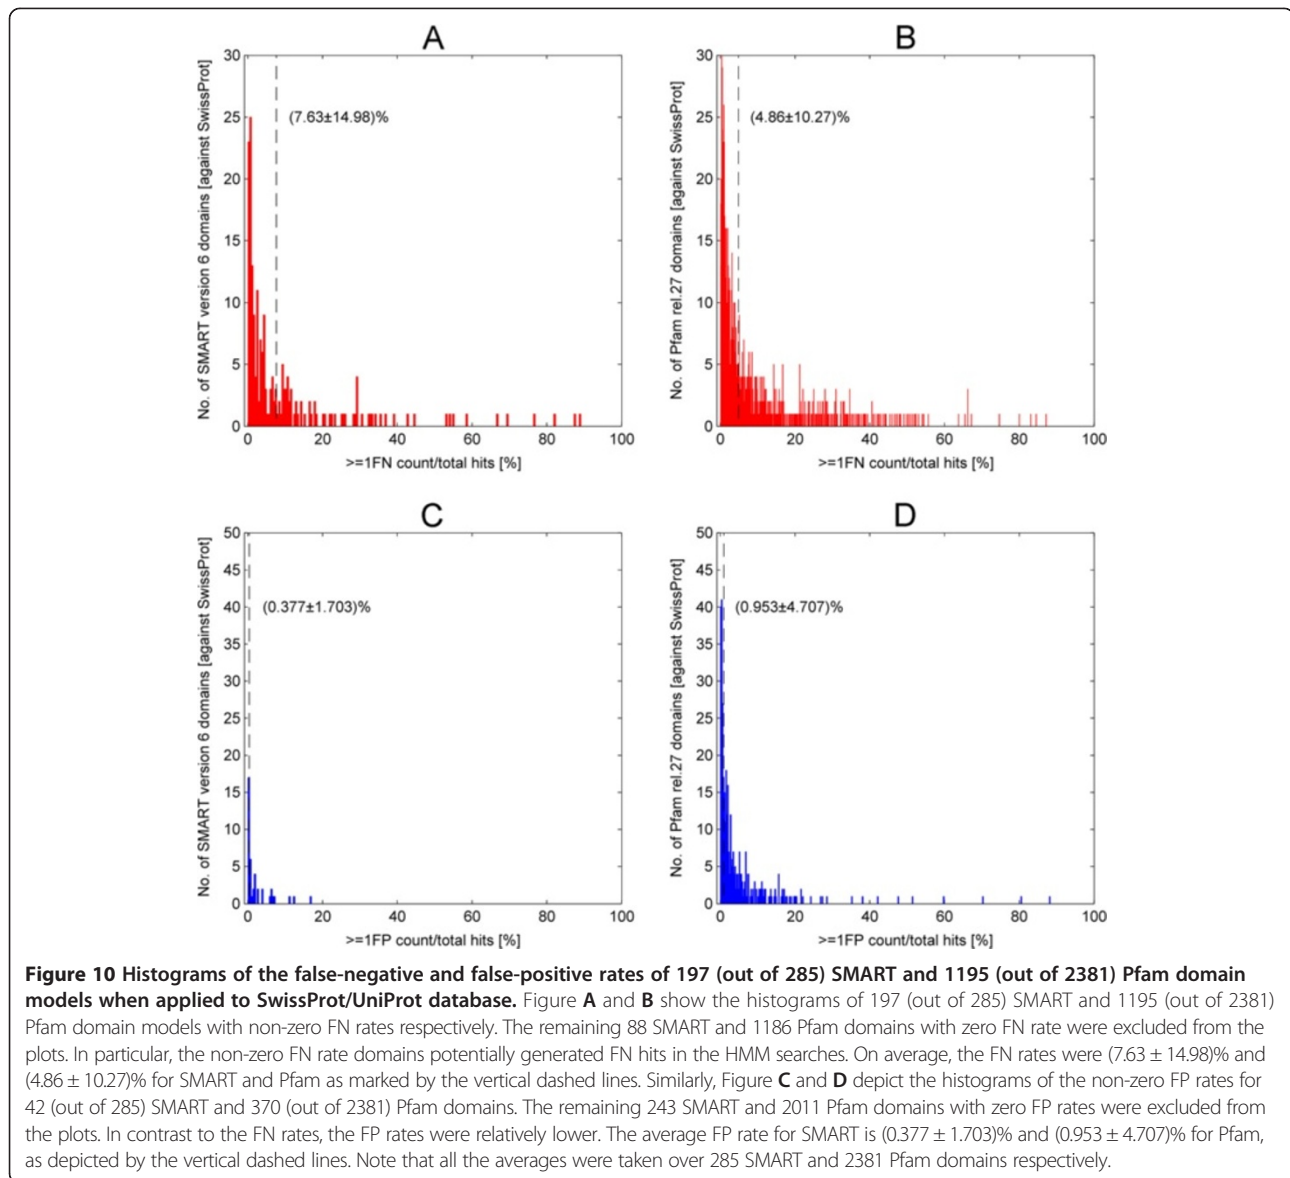 A
No. of SMART version 6 domains [against SwissProt]
30
25
20
15
10
5
0
(7.63±14.98)%
0 20 40 60 80 100
>=1FN count/total hits [%]
B
No. of Pfam rel.27 domains [against SwissProt]
30
25
20
15
10
5
0
(4.86±10.27)%
0 20 40 60 80 100
>=1FN count/total hits [%]
C
No. of SMART version 6 domains [against SwissProt]
50
45
40
35
30
25
20
15
10
5
0
(0.377±1.703)%
0 20 40 60 80 100
>=1FP count/total hits [%]
D
No. of Pfam rel.27 domains [against SwissProt]
50
45
40
35
30
25
20
15
10
5
0
(0.953±4.707)%
0 20 40 60 80 100
>=1FP count/total hits [%]
Figure 10 Histograms of the false-negative and false-positive rates of 197 (out of 285) SMART and 1195 (out of 2381) Pfam domain
models when applied to SwissProt/UniProt database. Figure A and B show the histograms of 197 (out of 285) SMART and 1195 (out of 2381)
Pfam domain models with non-zero FN rates respectively. The remaining 88 SMART and 1186 Pfam domains with zero FN rate were excluded from the
plots. In particular, the non-zero FN rate domains potentially generated FN hits in the HMM searches. On average, the FN rates were (7.63 ± 14.98)% and
(4.86 ± 10.27)% for SMART and Pfam as marked by the vertical dashed lines. Similarly, Figure C and D depict the histograms of the non-zero FP rates for
42 (out of 285) SMART and 370 (out of 2381) Pfam domains. The remaining 243 SMART and 2011 Pfam domains with zero FP rates were excluded from
the plots. In contrast to the FN rates, the FP rates were relatively lower. The average FP rate for SMART is (0.377 ± 1.703)% and (0.953 ± 4.707)% for Pfam,
as depicted by the vertical dashed lines. Note that all the averages were taken over 285 SMART and 2381 Pfam domains respectively.